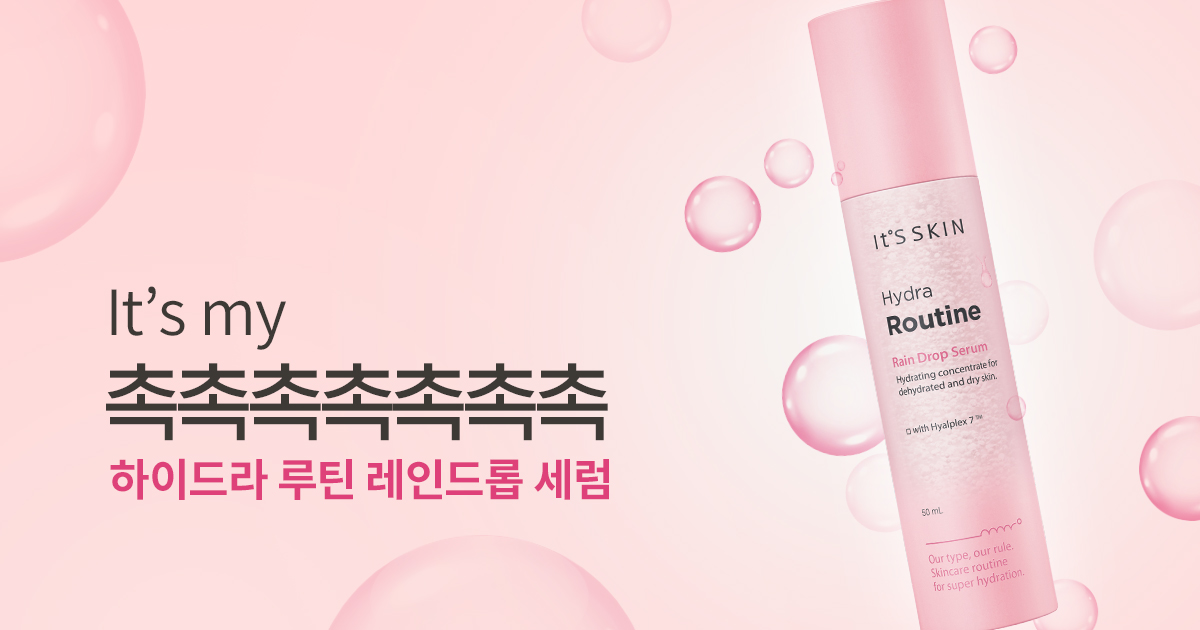 It's my
촉촉촉촉촉촉촉
하이드라 루틴 레인드롭 세럼
It°S SKIN
Hydra
Routine
Rain Drop Serum
Hydrating concentrate for
dehydrated and dry skin.
with Hyalplex 7 ™
50 mL
Our type, our rule.
Skincare routine
for super hydration.